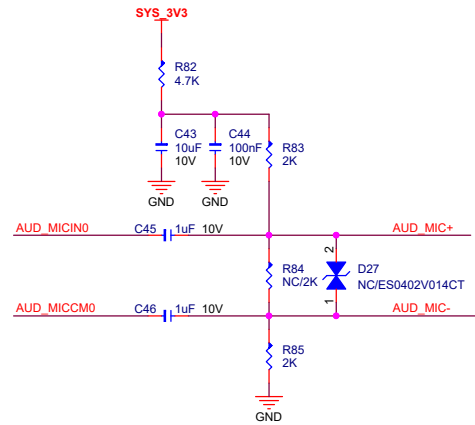 SYS_3V3
R82
4.7K
C43
10uF
10V
C44
100nF
10V
R83
2K
GND
GND
AUD_MICIN0
C45
1uF
10V
AUD_MIC+
R84
NC/2K
2
1
D27
NC/ES0402V014CT
AUD_MICCM0
C46
1uF
10V
AUD_MIC-
R85
2K
GND